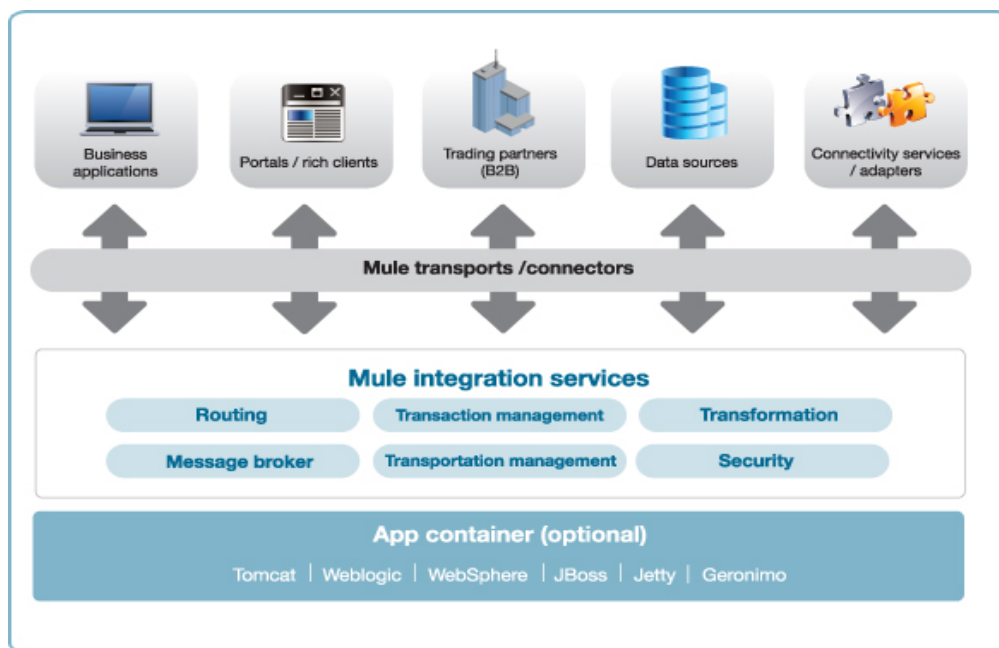 Business
applications
Portals / rich clients
Trading partners
(B2B)
Data sources
Connectivity services
/ adapters
Mule transports /connectors
Mule integration services
Routing
Transaction management
Transformation
Message broker
Transportation management
Security
App container (optional)
Tomcat | Weblogic | WebSphere | JBoss | Jetty | Geronimo